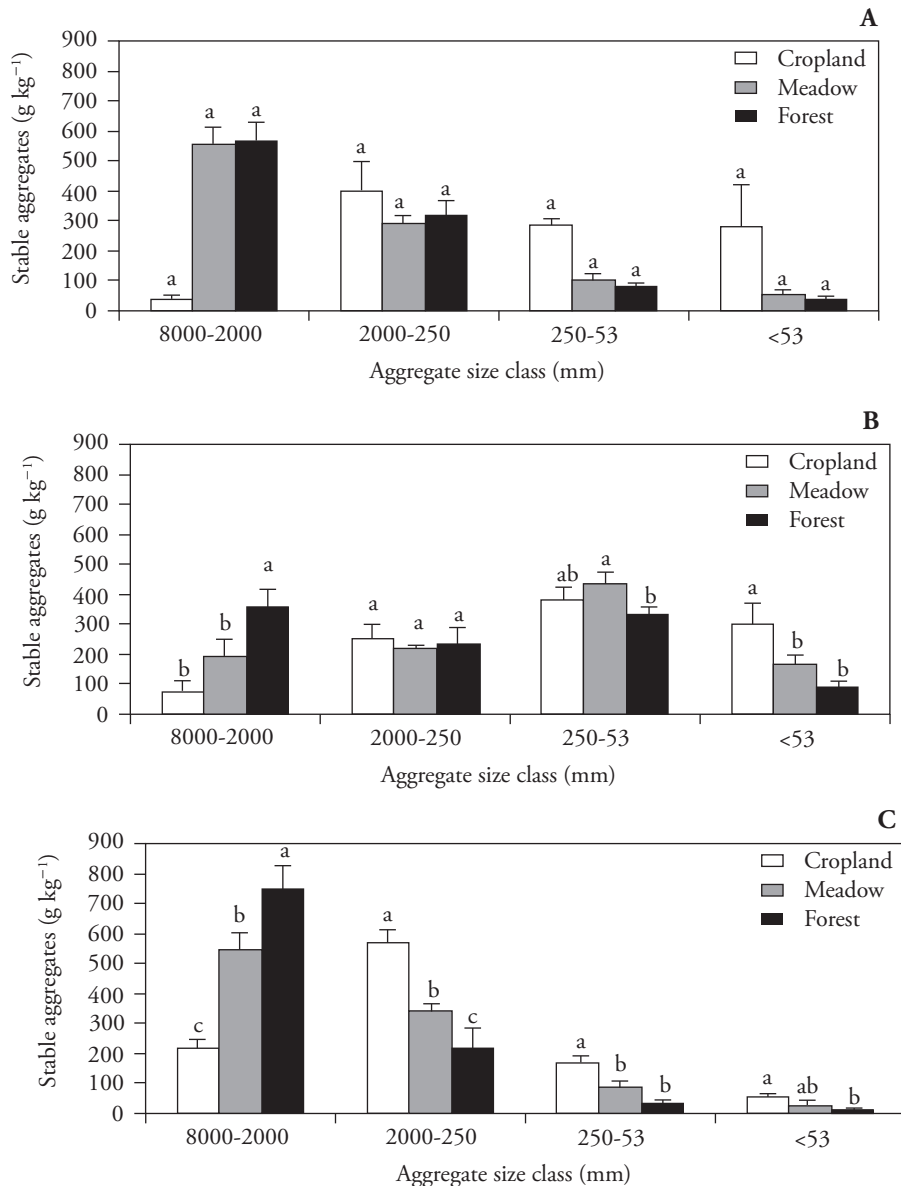 A
900
800
700
600
500
400
300
200
100
0
Stable aggregates (g kg⁻¹)
Cropland
Meadow
Forest
a a a
a a a
a a a
a a a
8000-2000 2000-250 250-53 <53
Aggregate size class (mm)
B
900
800
700
600
500
400
300
200
100
0
Stable aggregates (g kg⁻¹)
Cropland
Meadow
Forest
b b a
a a a
ab a b
a b b
8000-2000 2000-250 250-53 <53
Aggregate size class (mm)
C
900
800
700
600
500
400
300
200
100
0
Stable aggregates (g kg⁻¹)
Cropland
Meadow
Forest
c b a
a b c
a b b
a ab b
8000-2000 2000-250 250-53 <53
Aggregate size class (mm)